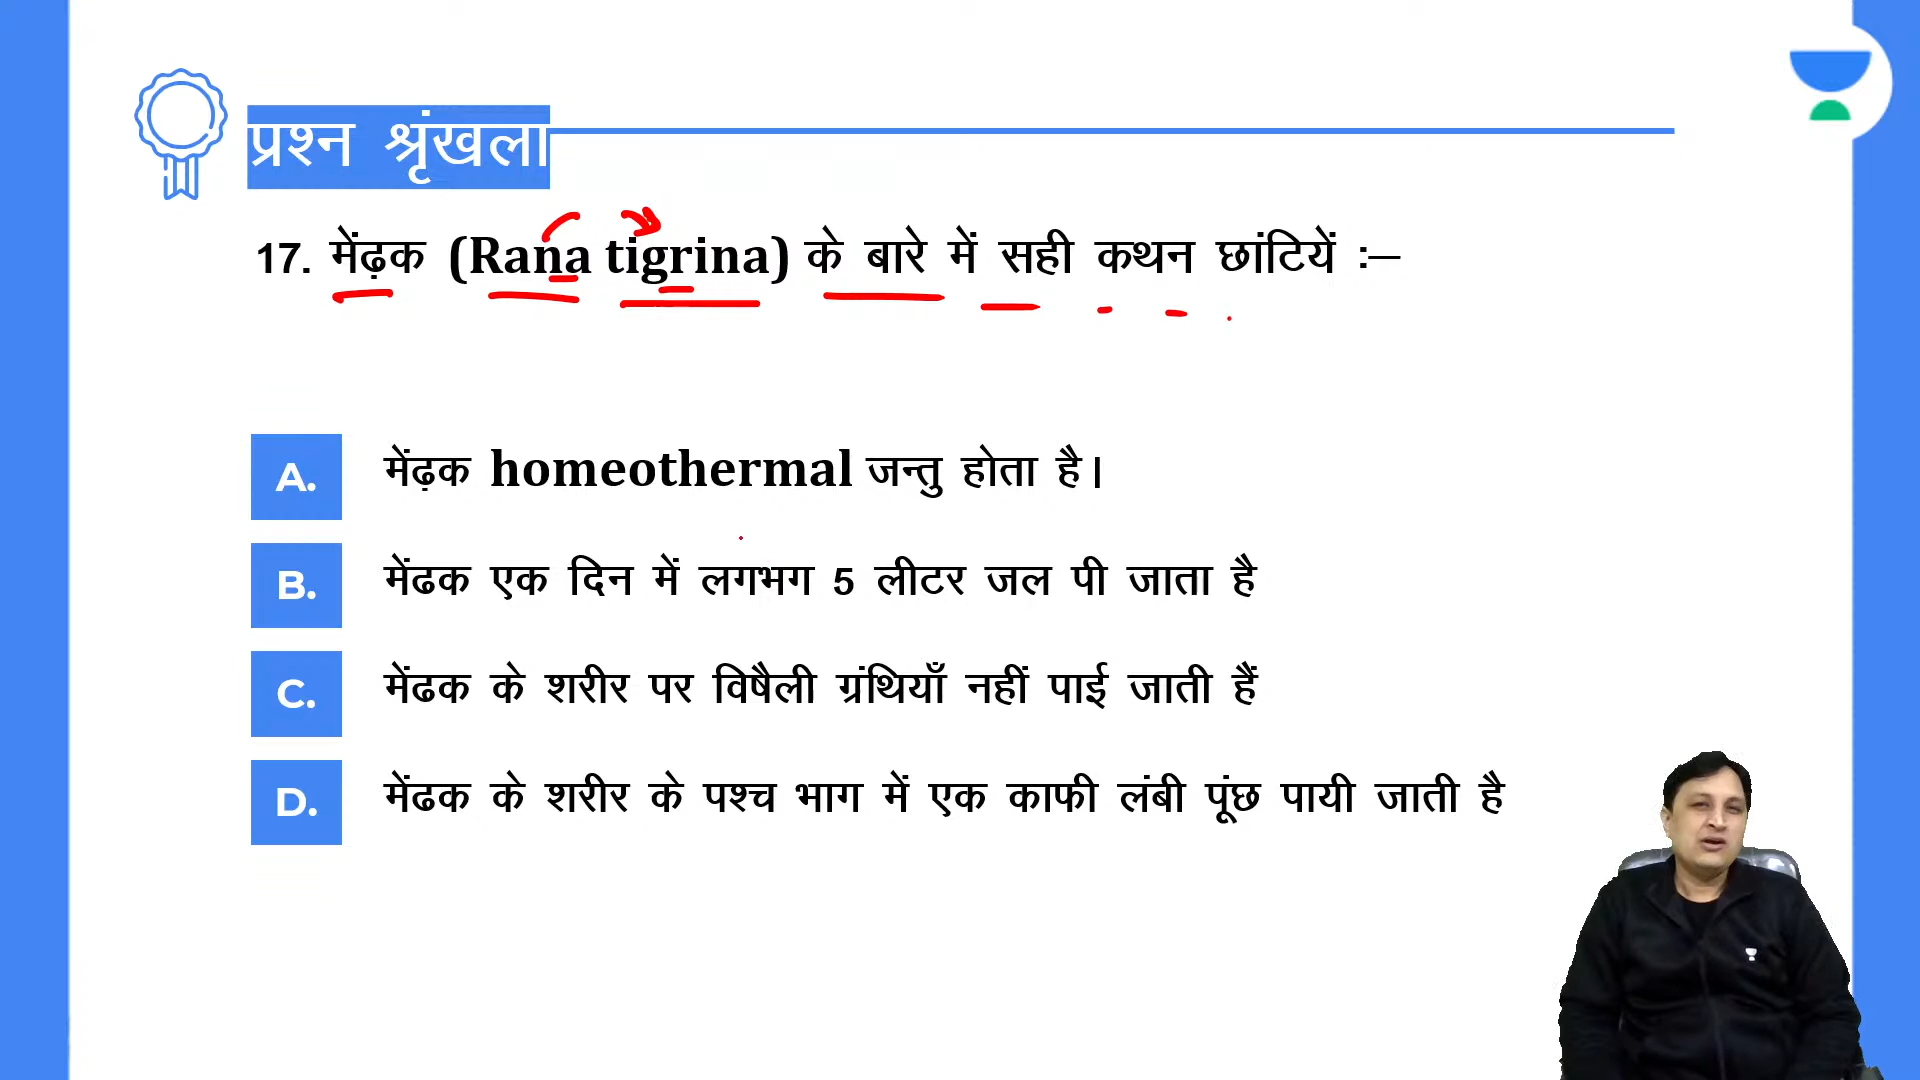 प्रश्न श्रृंखला
17. मेंढ़क (Rana tigrina) के बारे में सही कथन छांटियें :–
A. मेंढ़क homeothermal जन्तु होता है।
B. मेंढक एक दिन में लगभग 5 लीटर जल पी जाता है
C. मेंढक के शरीर पर विषैली ग्रंथियाँ नहीं पाई जाती हैं
D. मेंढक के शरीर के पश्च भाग में एक काफी लंबी पूंछ पायी जाती है